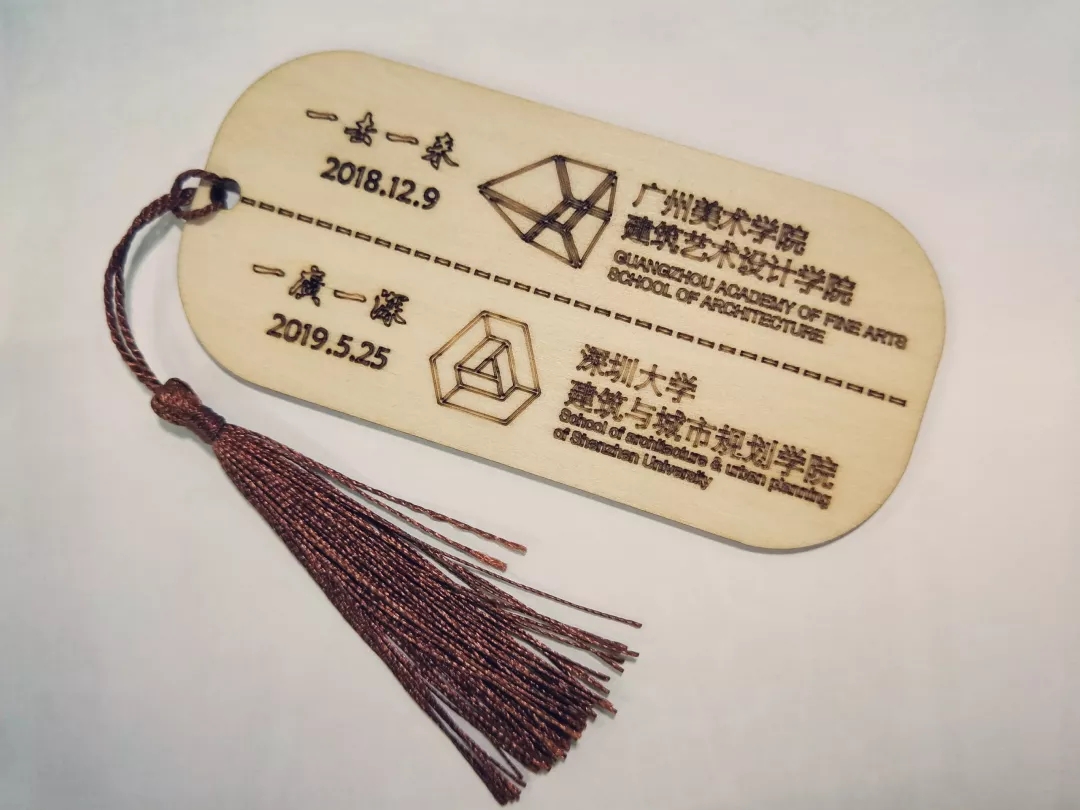 一去一春
2018.12.9
广州美术学院
建筑艺术设计学院
GUANGZHOU ACADEMY OF FINE ARTS
SCHOOL OF ARCHITECTURE
一演一深
2019.5.25
深圳大学
建筑与城市规划学院
School of architecture & urban planning
of Shenzhen University